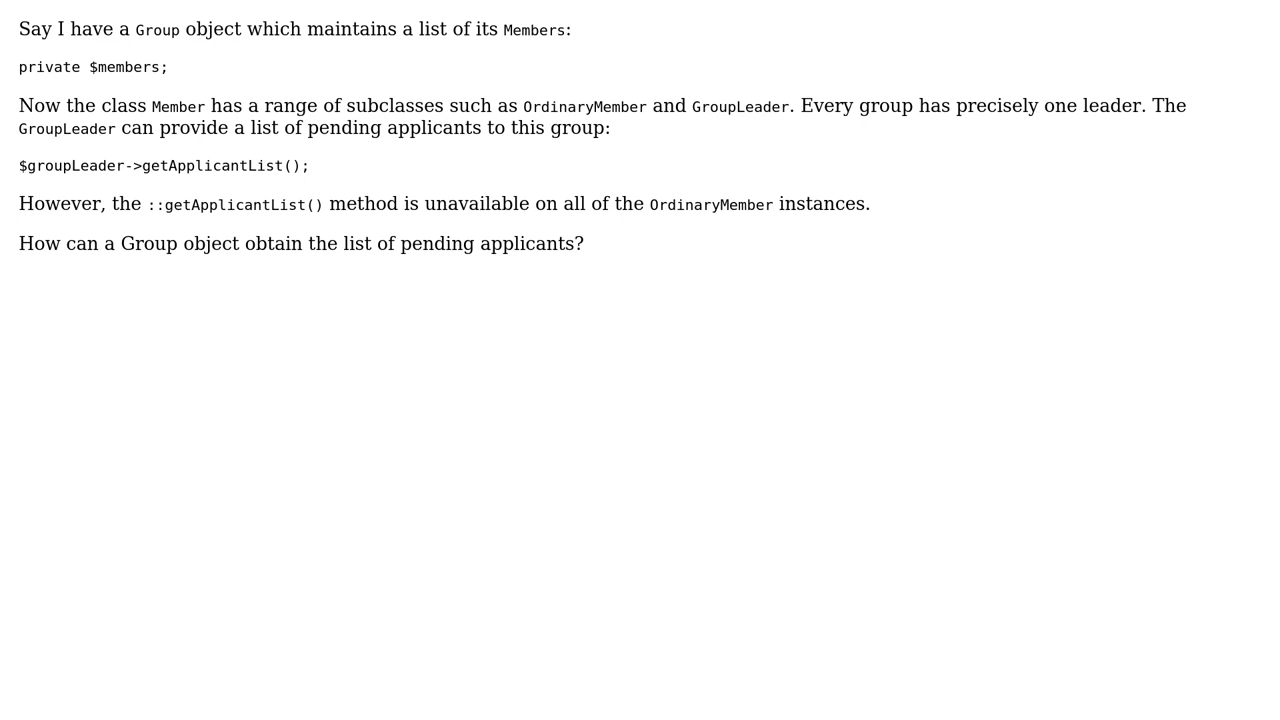 Say I have a Group object which maintains a list of its Members:
private $members;
Now the class Member has a range of subclasses such as OrdinaryMember and GroupLeader. Every group has precisely one leader. The
GroupLeader can provide a list of pending applicants to this group:
$groupLeader->getApplicantList();
However, the ::getApplicantList() method is unavailable on all of the OrdinaryMember instances.
How can a Group object obtain the list of pending applicants?